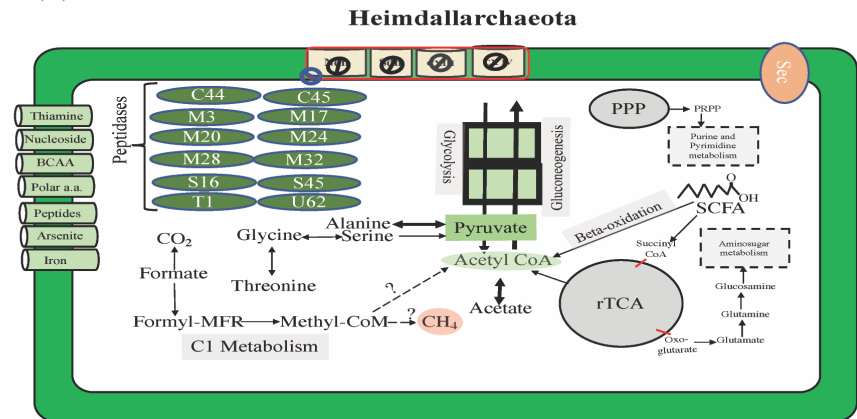 Heimdallarchaeota
Sec
Thiamine
Nucleoside
BCAA
Polar a.a.
Peptides
Arsenite
Iron
Peptidases
C44
C45
M3
M17
M20
M24
M28
M32
S16
S45
T1
U62
Glycolysis
Gluconeogenesis
PPP
PRPP
Purine and
Pyrimidine
metabolism
O
OH
SCFA
Beta-oxidation
Alanine
Glycine
Serine
Pyruvate
Threonine
Acetyl CoA
Acetate
CO2
Formate
Formyl-MFR
Methyl-CoM
?
?
CH4
C1 Metabolism
Succinyl
CoA
rTCA
Oxo-
glutarate
Glutamate
Glutamine
Glucosamine
Aminosugar
metabolism